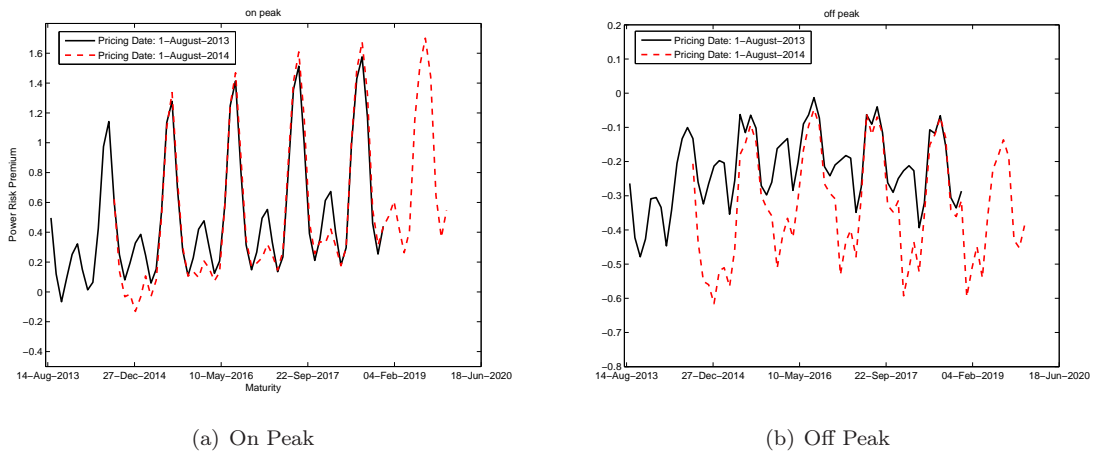 on peak
Pricing Date: 1−August−2013
Pricing Date: 1−August−2014
Power Risk Premium
1.6
1.4
1.2
1
0.8
0.6
0.4
0.2
0
−0.2
−0.4
14−Aug−2013 27−Dec−2014 10−May−2016 22−Sep−2017 04−Feb−2019 18−Jun−2020
Maturity
(a) On Peak
off peak
Pricing Date: 1−August−2013
Pricing Date: 1−August−2014
0.2
0.1
0
−0.1
−0.2
−0.3
−0.4
−0.5
−0.6
−0.7
−0.8
14−Aug−2013 27−Dec−2014 10−May−2016 22−Sep−2017 04−Feb−2019 18−Jun−2020
(b) Off Peak